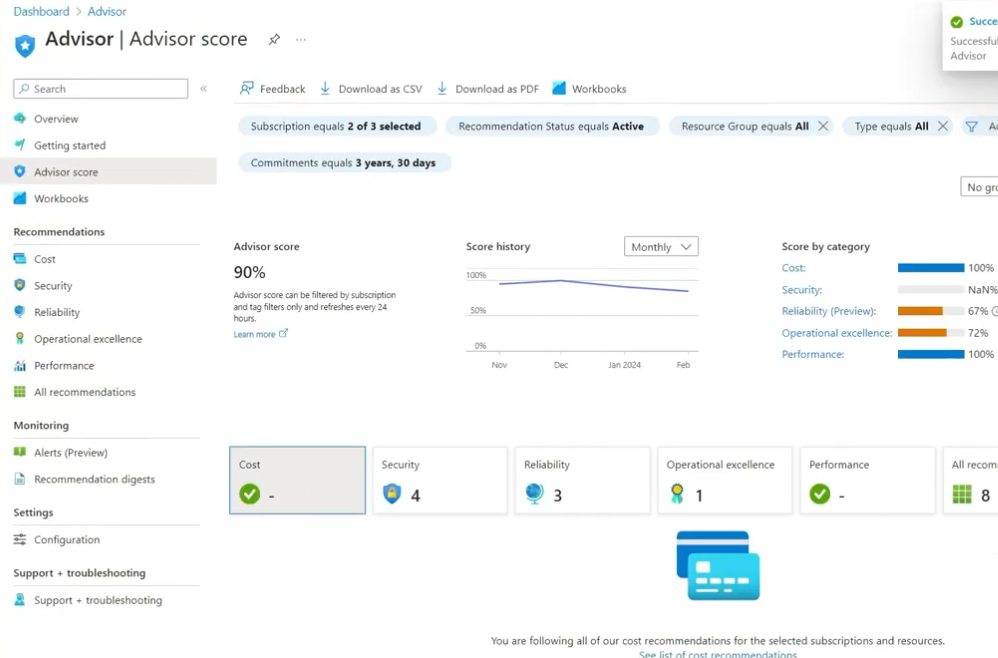 Dashboard > Advisor
Advisor | Advisor score
...
Succe
Successful
Advisor
Search
«
Overview
Getting started
Advisor score
Workbooks
Recommendations
Cost
Security
Reliability
Operational excellence
Performance
All recommendations
Monitoring
Alerts (Preview)
Recommendation digests
Settings
Configuration
Support + troubleshooting
Support + troubleshooting
Feedback
Download as CSV
Download as PDF
Workbooks
Subscription equals 2 of 3 selected
Recommendation Status equals Active
Resource Group equals All
Type equals All
Commitments equals 3 years, 30 days
No gro
Advisor score
90%
Advisor score can be filtered by subscription
and tag filters only and refreshes every 24
hours.
Learn more
Score history
Monthly
100%
50%
0%
Nov Dec Jan 2024 Feb
Score by category
Cost: 100%
Security: NaN%
Reliability (Preview): 67%
Operational excellence: 72%
Performance: 100%
Cost
-
Security
4
Reliability
3
Operational excellence
1
Performance
-
All recom
8
You are following all of our cost recommendations for the selected subscriptions and resources.
See list of cost recommendations